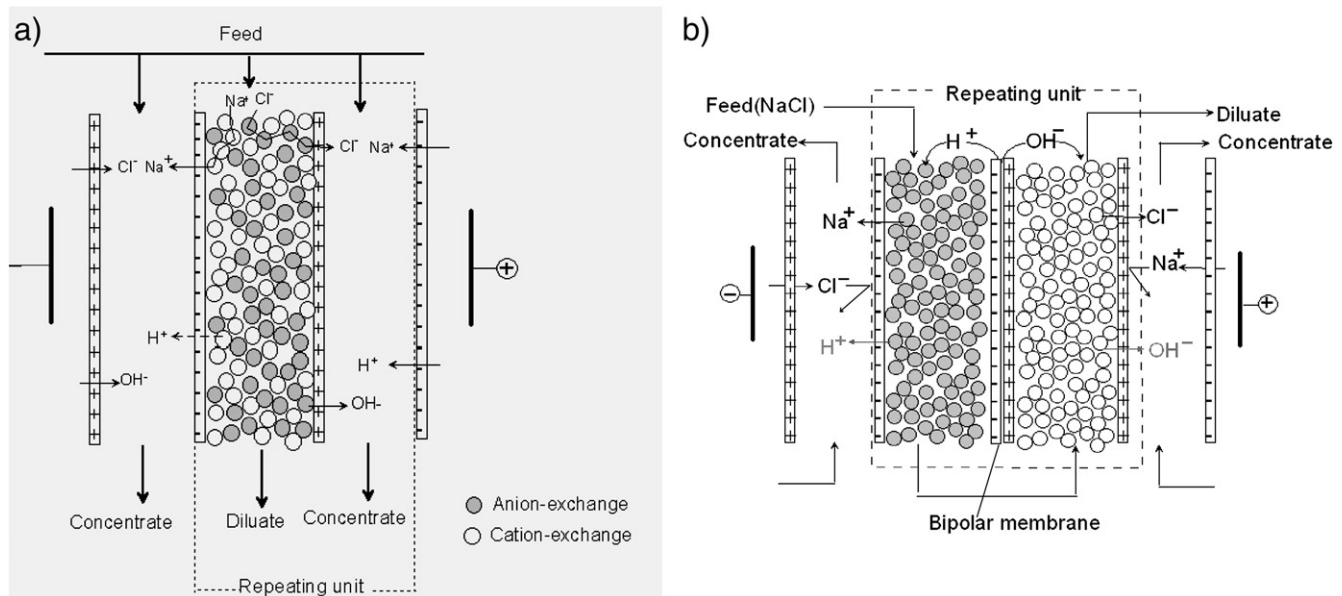 a)
Feed
Na⁺ Cl⁻
Cl⁻ Na⁺
Cl⁻ Na⁺
H⁺
H⁺
OH-
OH-
Concentrate
Diluate
Concentrate
Anion-exchange
Cation-exchange
Repeating unit
b)
Repeating unit
Feed(NaCl)
Diluate
Concentrate
H⁺
OH⁻
Concentrate
Na⁺
Cl⁻
Na⁺
Cl⁻
H⁺
OH⁻
Bipolar membrane